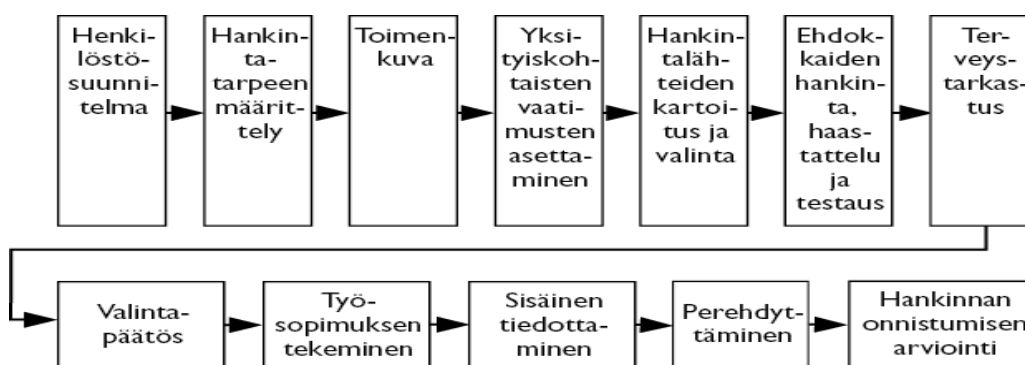 Henki-
löstö-
suunni-
telma
Hankin-
ta-
tarpeen
määrit-
tely
Toimen-
kuva
Yksi-
tyiskoh-
taisten
vaati-
musten
asetta-
minen
Hankin-
taläh-
teiden
kartoi-
tus ja
valinta
Ehdok-
kaiden
hankin-
ta,
haas-
tattelu
ja
testaus
Ter-
veys-
tarkas-
tus
Valinta-
päätös
Työ-
sopimuksen
tekeminen
Sisäinen
tiedotta-
minen
Perehdyt-
täminen
Hankinnan
onnistumisen
arviointi